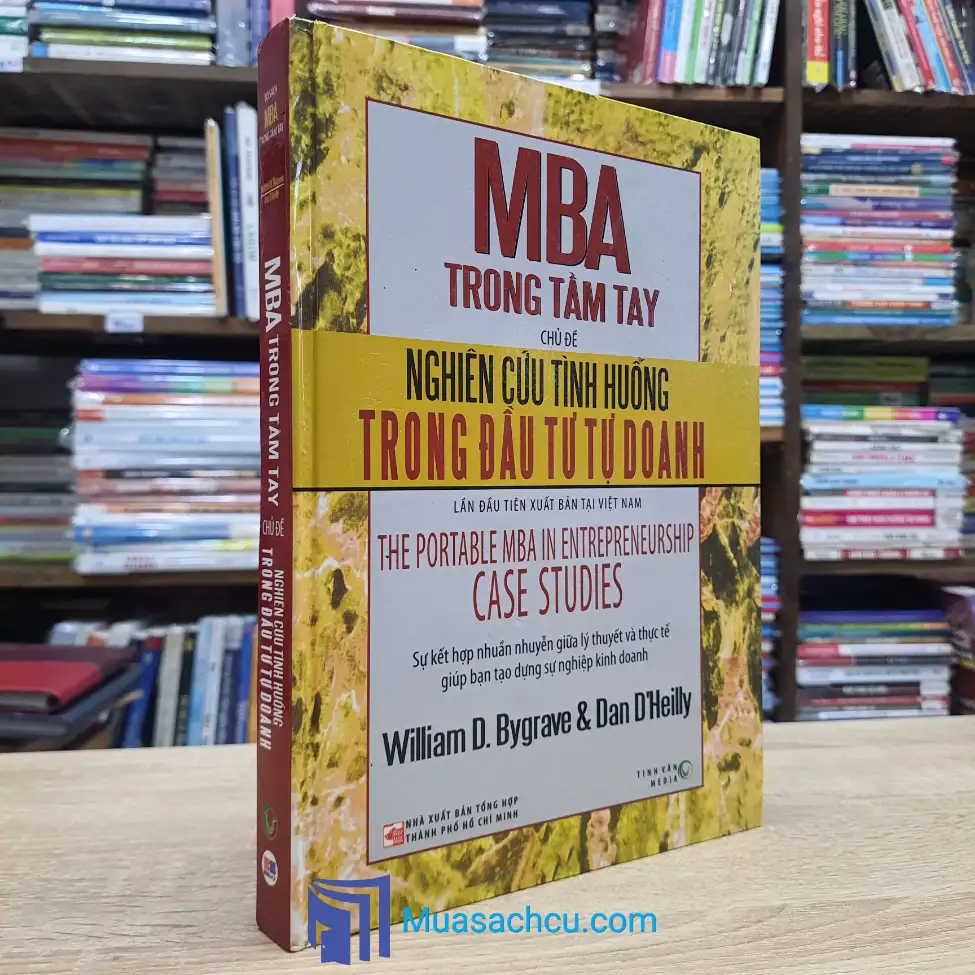 MBA
TRONG TẦM TAY
CHỦ ĐỀ
NGHIÊN CỨU TÌNH HUỐNG
TRONG ĐẦU TƯ TỰ DOANH
LẦN ĐẦU TIÊN XUẤT BẢN TẠI VIỆT NAM
THE PORTABLE MBA IN ENTREPRENEURSHIP
CASE STUDIES
Sự kết hợp nhuần nhuyễn giữa lý thuyết và thực tế
giúp bạn tạo dựng sự nghiệp kinh doanh
William D. Bygrave & Dan D'Heilly
TINH VĂN
MEDIA
NHÀ XUẤT BẢN TỔNG HỢP
THÀNH PHỐ HỒ CHÍ MINH
MBA
TRONG TẦM TAY
MBA TRONG TẦM TAY
CHỦ ĐỀ
NGHIÊN CỨU TÌNH HUỐNG
TRONG ĐẦU TƯ TỰ DOANH
Muasachcu.com